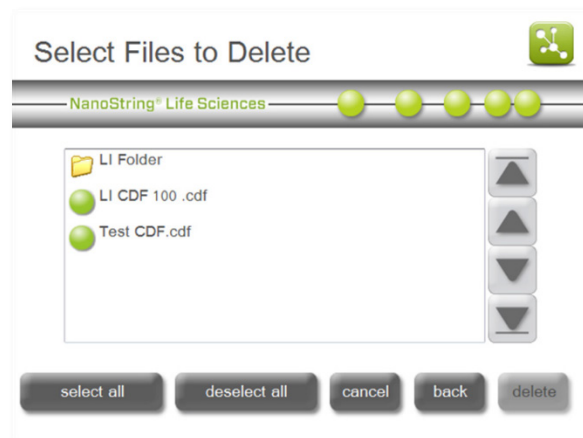 Select Files to Delete
NanoString® Life Sciences
LI Folder
LI CDF 100 .cdf
Test CDF.cdf
select all deselect all cancel back delete